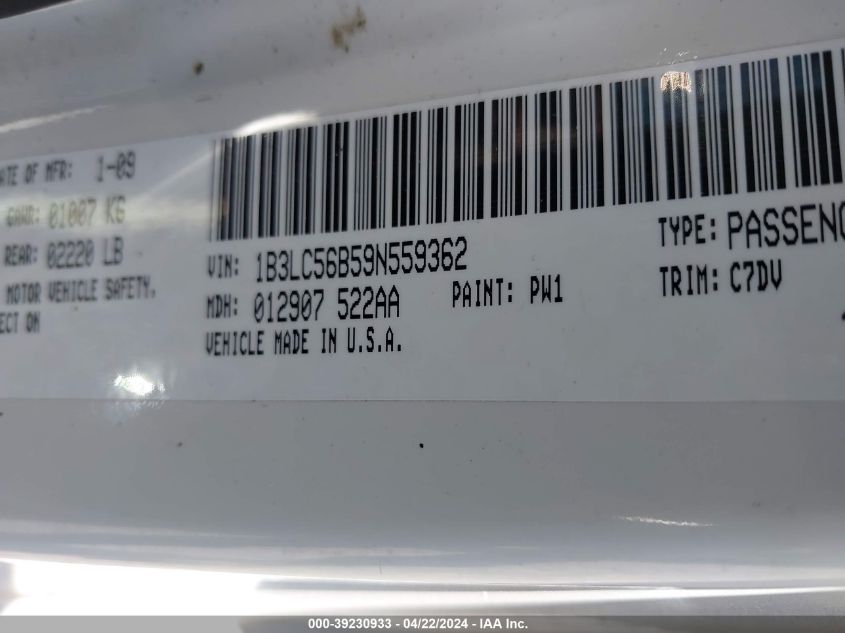 ATE OF MFR: 1-09
GAWR: 01007 KG
REAR: 02220 LB
MOTOR VEHICLE SAFETY.
ECT ON
VIN: 1B3LC56B59N559362
MDH: 012907 522AA
PAINT: PW1
VEHICLE MADE IN U.S.A.
TYPE: PASSENG
TRIM: C7DV
000-39230933 - 04/22/2024 - IAA Inc.